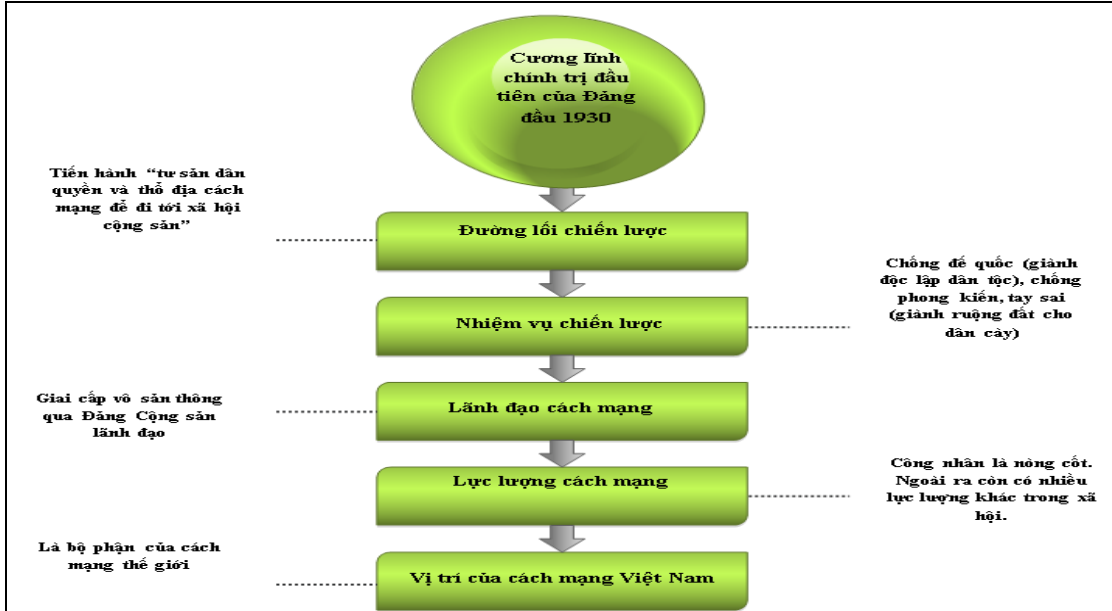 Cương lĩnh
chính trị đầu
tiên của Đảng
đầu 1930
Tiến hành “tư sản dân
quyền và thổ địa cách
mạng để đi tới xã hội
cộng sản”
Đường lối chiến lược
Chống đế quốc (giành
độc lập dân tộc), chống
phong kiến, tay sai
(giành ruộng đất cho
dân cày)
Nhiệm vụ chiến lược
Giai cấp vô sản thông
qua Đảng Cộng sản
lãnh đạo
Lãnh đạo cách mạng
Công nhân là nòng cốt.
Ngoài ra còn có nhiều
lực lượng khác trong xã
hội.
Lực lượng cách mạng
Là bộ phận của cách
mạng thế giới
Vị trí của cách mạng Việt Nam